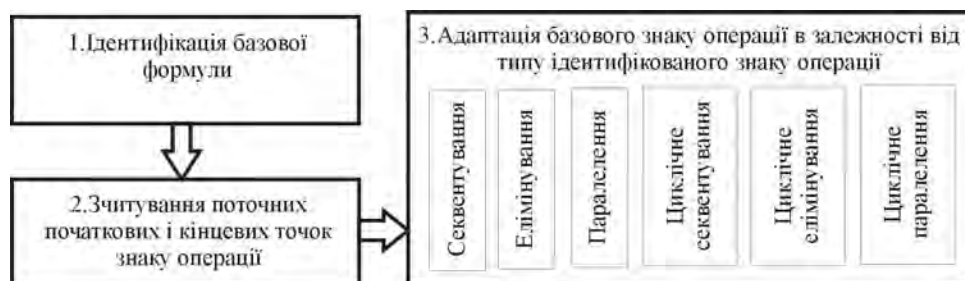 1.Ідентифікація базової
формули
2.Зчитування поточних
початкових і кінцевих точок
знаку операції
3.Адаптація базового знаку операції в залежності від
типу ідентифікованого знаку операції
Секвентування
Елімінування
Паралелення
Циклічне
секвентування
Циклічне
елімінування
Циклічне
паралелення